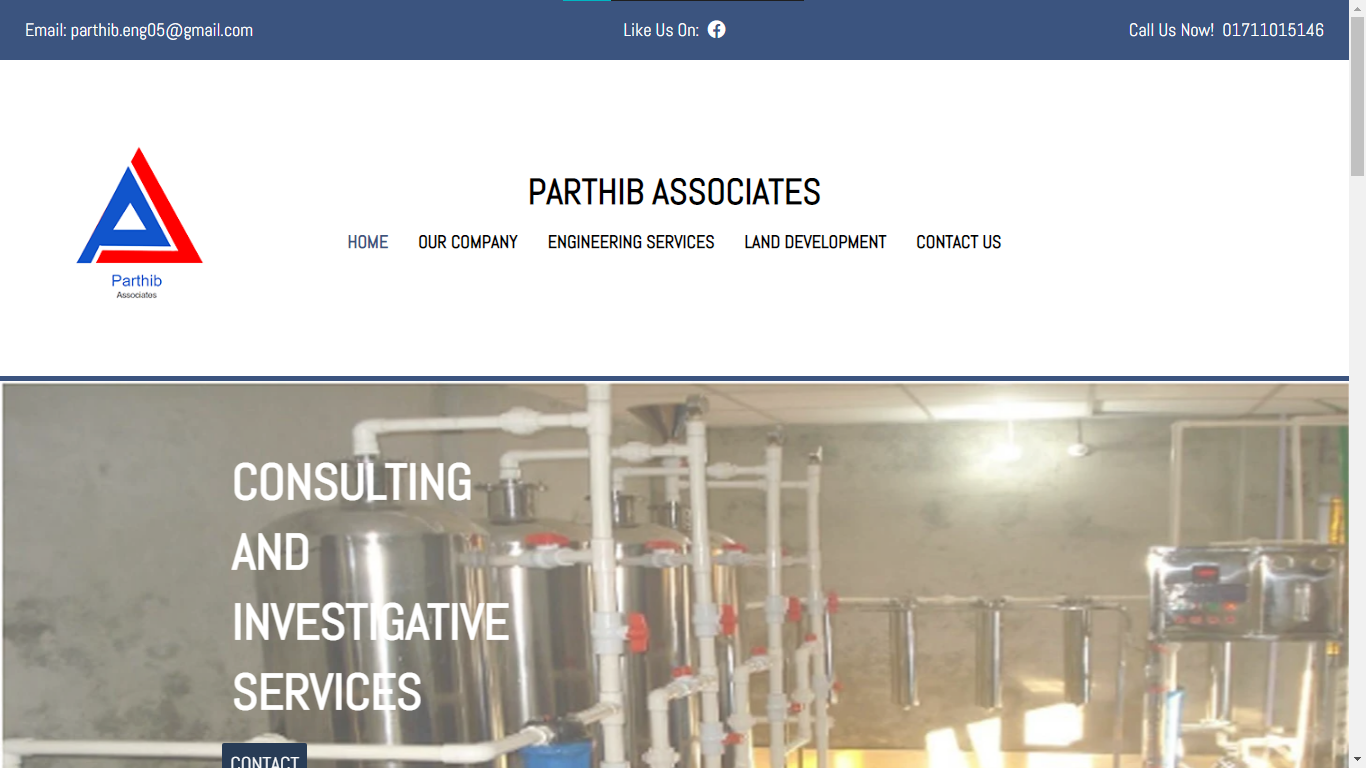 Email: parthib.eng05@gmail.com
Like Us On:
Call Us Now! 01711015146
Parthib
Associates
PARTHIB ASSOCIATES
HOME OUR COMPANY ENGINEERING SERVICES LAND DEVELOPMENT CONTACT US
CONSULTING
AND
INVESTIGATIVE
SERVICES
CONTACT